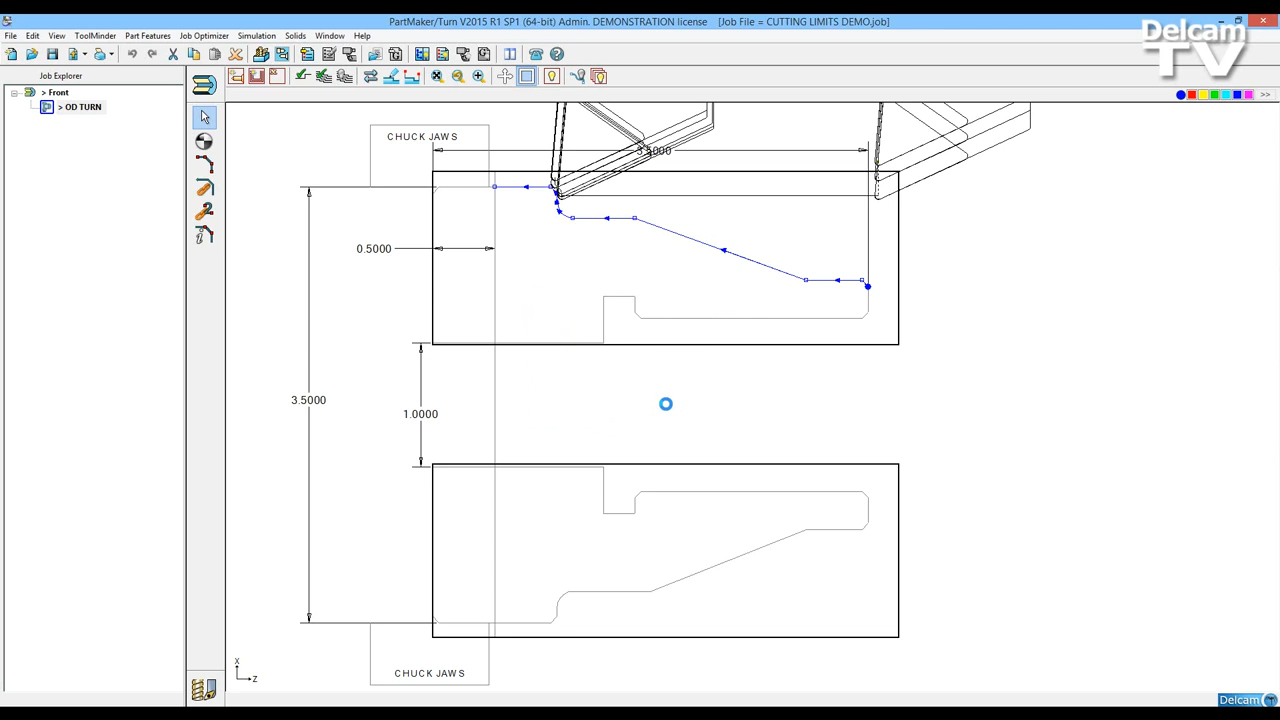 PartMaker/Turn V2015 R1 SP1 (64-bit) Admin. DEMONSTRATION license    [Job File = CUTTING LIMITS DEMO.job]
Delcam
TV
File Edit View ToolMinder Part Features Job Optimizer Simulation Solids Window Help
Job Explorer
> Front
> OD TURN
>>
CHUCK JAWS
0.5000
3.5000
1.0000
CHUCK JAWS
X
Z
Delcam